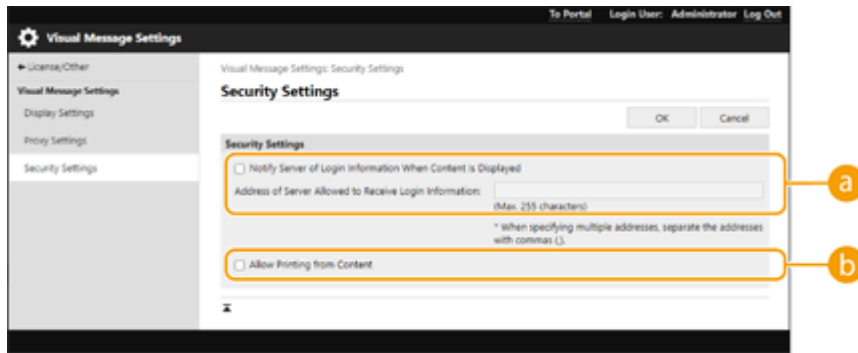 To Portal Login User: Administrator Log Out
Visual Message Settings
License/Other
Visual Message Settings
Display Settings
Proxy Settings
Security Settings
Visual Message Settings: Security Settings
Security Settings
OK Cancel
Security Settings
Notify Server of Login Information When Content is Displayed
Address of Server Allowed to Receive Login Information:
(Max. 255 characters)
* When specifying multiple addresses, separate the addresses
with commas (,).
Allow Printing from Content
a
b